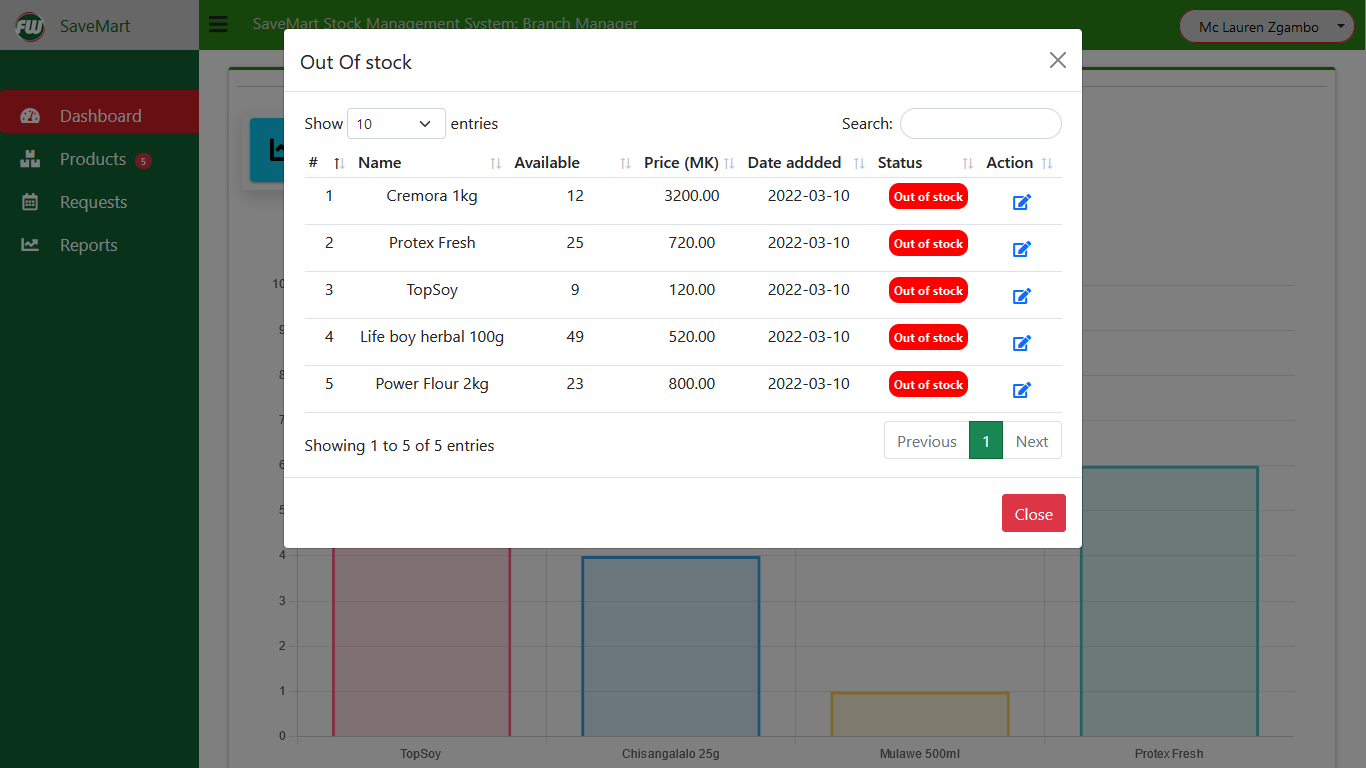 FW SaveMart
SaveMart Stock Management System: Branch Manager
Mc Lauren Zgambo
Dashboard
Products 5
Requests
Reports
Out Of stock
Show 10 entries
Search:
# Name Available Price (MK) Date addded Status Action
1 Cremora 1kg 12 3200.00 2022-03-10 Out of stock
2 Protex Fresh 25 720.00 2022-03-10 Out of stock
3 TopSoy 9 120.00 2022-03-10 Out of stock
4 Life boy herbal 100g 49 520.00 2022-03-10 Out of stock
5 Power Flour 2kg 23 800.00 2022-03-10 Out of stock
Showing 1 to 5 of 5 entries
Previous 1 Next
Close
10
9
8
7
6
5
4
3
2
1
0
TopSoy Chisangalalo 25g Mulawe 500ml Protex Fresh